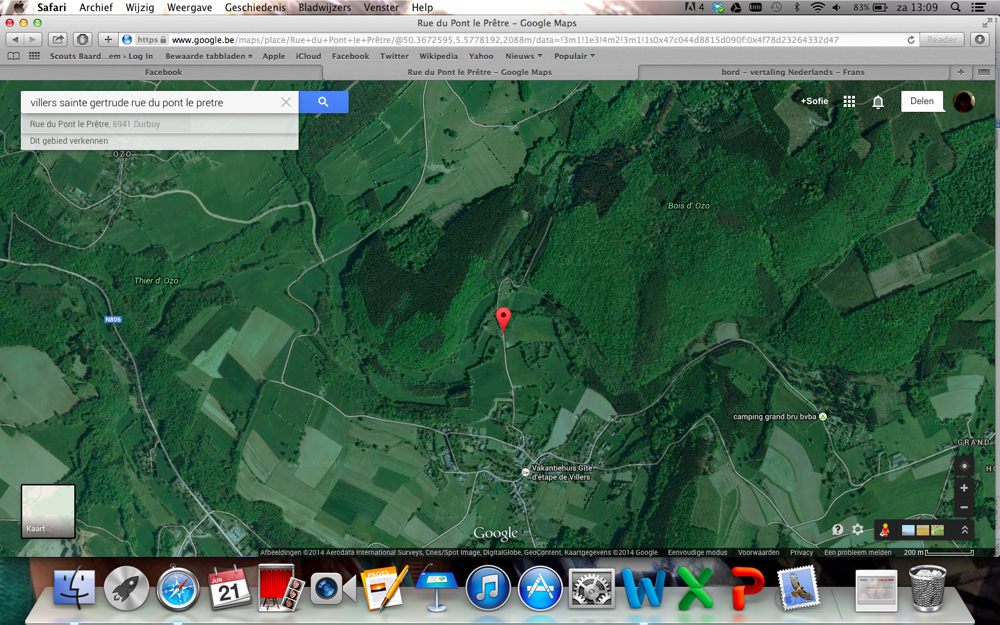 Safari Archief Wijzig Weergave Geschiedenis Bladwijzers Venster Help 4 83% za 13:09
Rue du Pont le Prêtre – Google Maps
https www.google.be/maps/place/Rue+du+Pont+le+Prêtre/@50.3672595,5.5778192,2088m/data=!3m1!1e3!4m2!3m1!1s0x47c044d8815d090f:0x4f78d23264332d47 Reader
Scouts Baard...em › Log In Bewaarde tabbladen Apple iCloud Facebook Twitter Wikipedia Yahoo Nieuws Populair
Facebook Rue du Pont le Prêtre – Google Maps bord – vertaling Nederlands – Frans
villers sainte gertrude rue du pont le pretre +Sofie Delen
Rue du Pont le Prêtre, 6941 Durbuy
Dit gebied verkennen
OZO
Bois d' Ozo
Thier d' Ozo
N806
camping grand bru bvba
GRAND
Vakantiehuis Gîte
d'étape de Villers
Kaart
Google
Afbeeldingen ©2014 Aerodata International Surveys, Cnes/Spot Image, DigitalGlobe, GeoContent, Kaartgegevens ©2014 Google Eenvoudige modus Voorwaarden Privacy Een probleem melden 200 m
JUN
21
PAGES